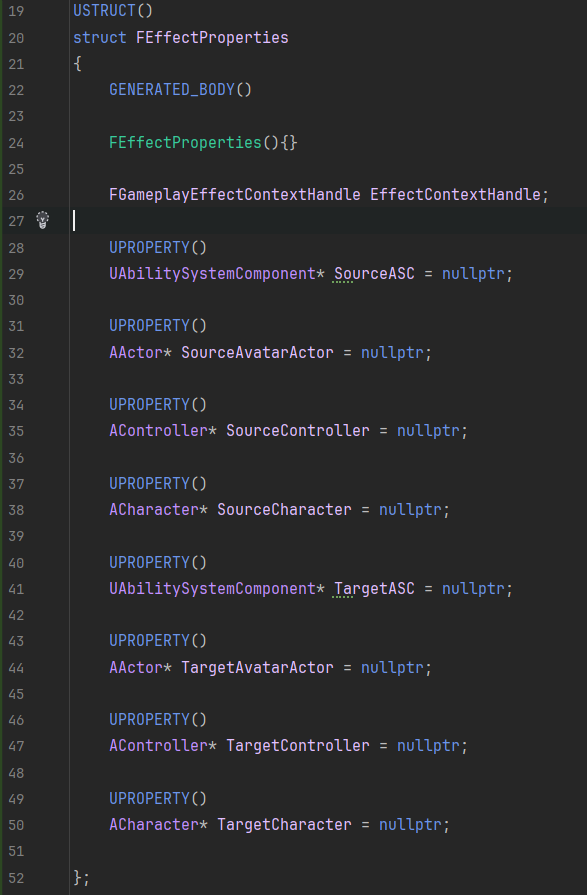 19 USTRUCT()
20 struct FEffectProperties
21 {
22 GENERATED_BODY()
23
24 FEffectProperties(){}
25
26 FGameplayEffectContextHandle EffectContextHandle;
27
28 UPROPERTY()
29 UAbilitySystemComponent* SourceASC = nullptr;
30
31 UPROPERTY()
32 AActor* SourceAvatarActor = nullptr;
33
34 UPROPERTY()
35 AController* SourceController = nullptr;
36
37 UPROPERTY()
38 ACharacter* SourceCharacter = nullptr;
39
40 UPROPERTY()
41 UAbilitySystemComponent* TargetASC = nullptr;
42
43 UPROPERTY()
44 AActor* TargetAvatarActor = nullptr;
45
46 UPROPERTY()
47 AController* TargetController = nullptr;
48
49 UPROPERTY()
50 ACharacter* TargetCharacter = nullptr;
51
52 };